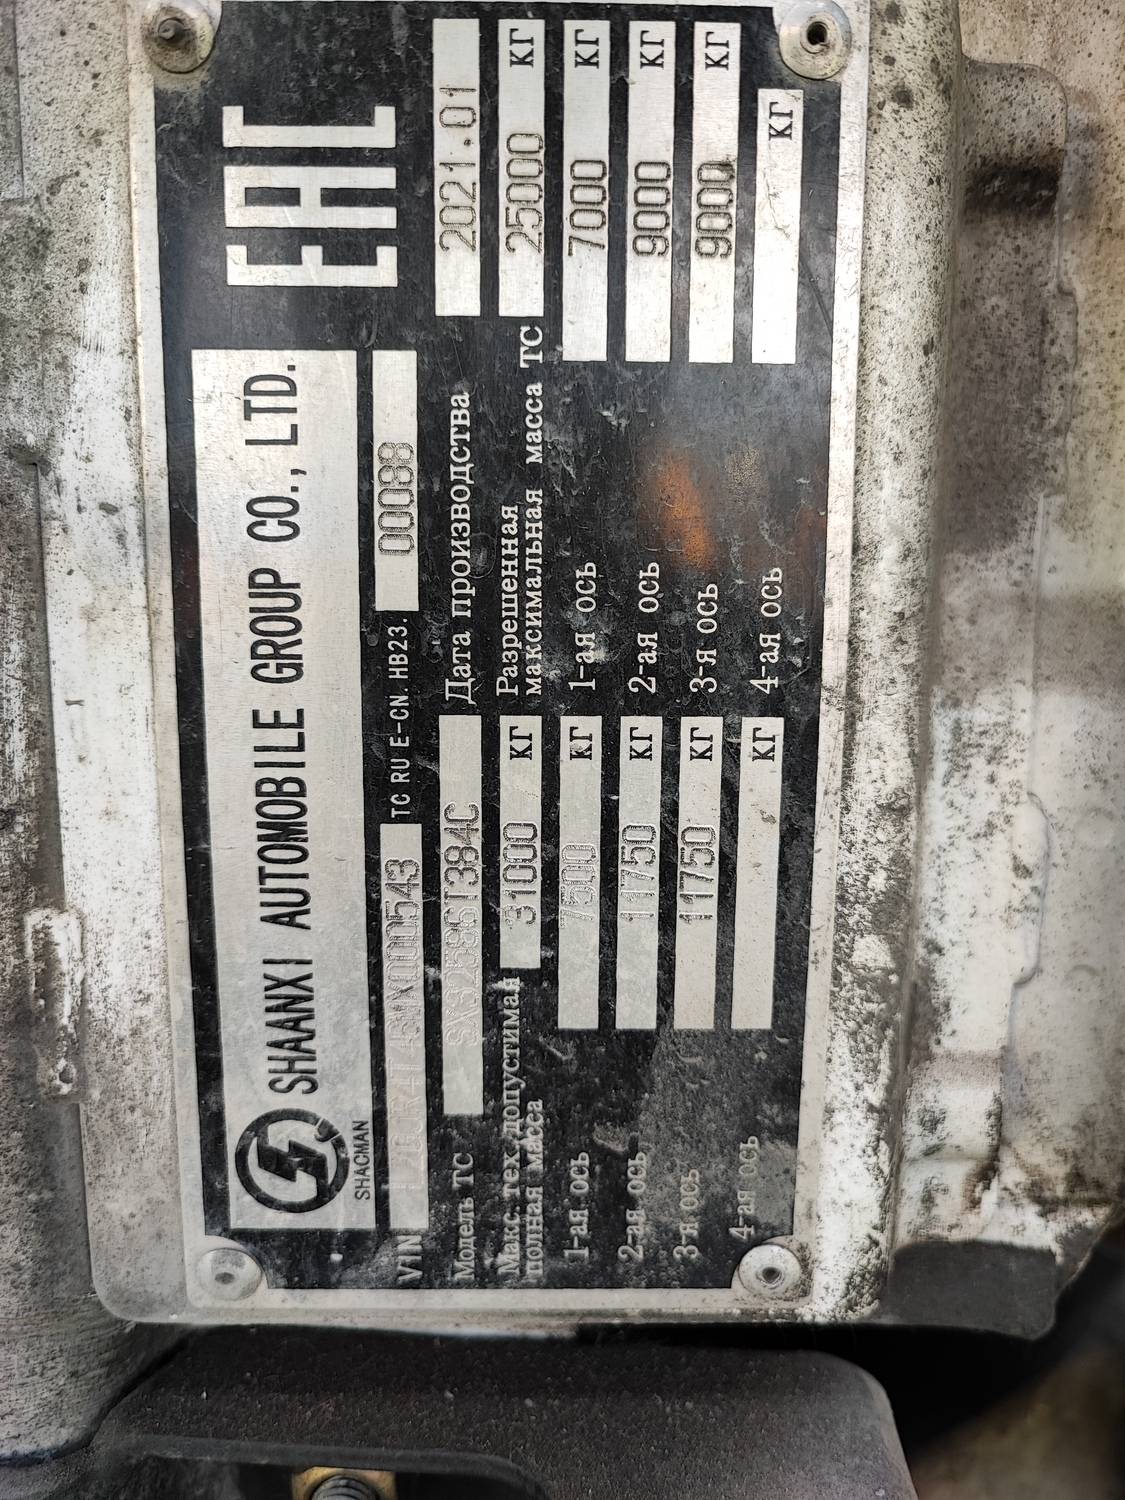 SHAANXI AUTOMOBILE GROUP CO., LTD.
SHACMAN
EAC
VIN TC RU E-CN. HB23. 00088
Модель ТС SX32586T384C Дата производства 2021.01
Макс. тех. допустимая полная масса 31000 КГ
Разрешенная максимальная масса ТС 25000 КГ
1-ая ось 7500 КГ 1-ая ось 7000 КГ
2-ая ось 11750 КГ 2-ая ось 9000 КГ
3-я ось 11750 КГ 3-я ось 9000 КГ
4-ая ось КГ 4-ая ось КГ